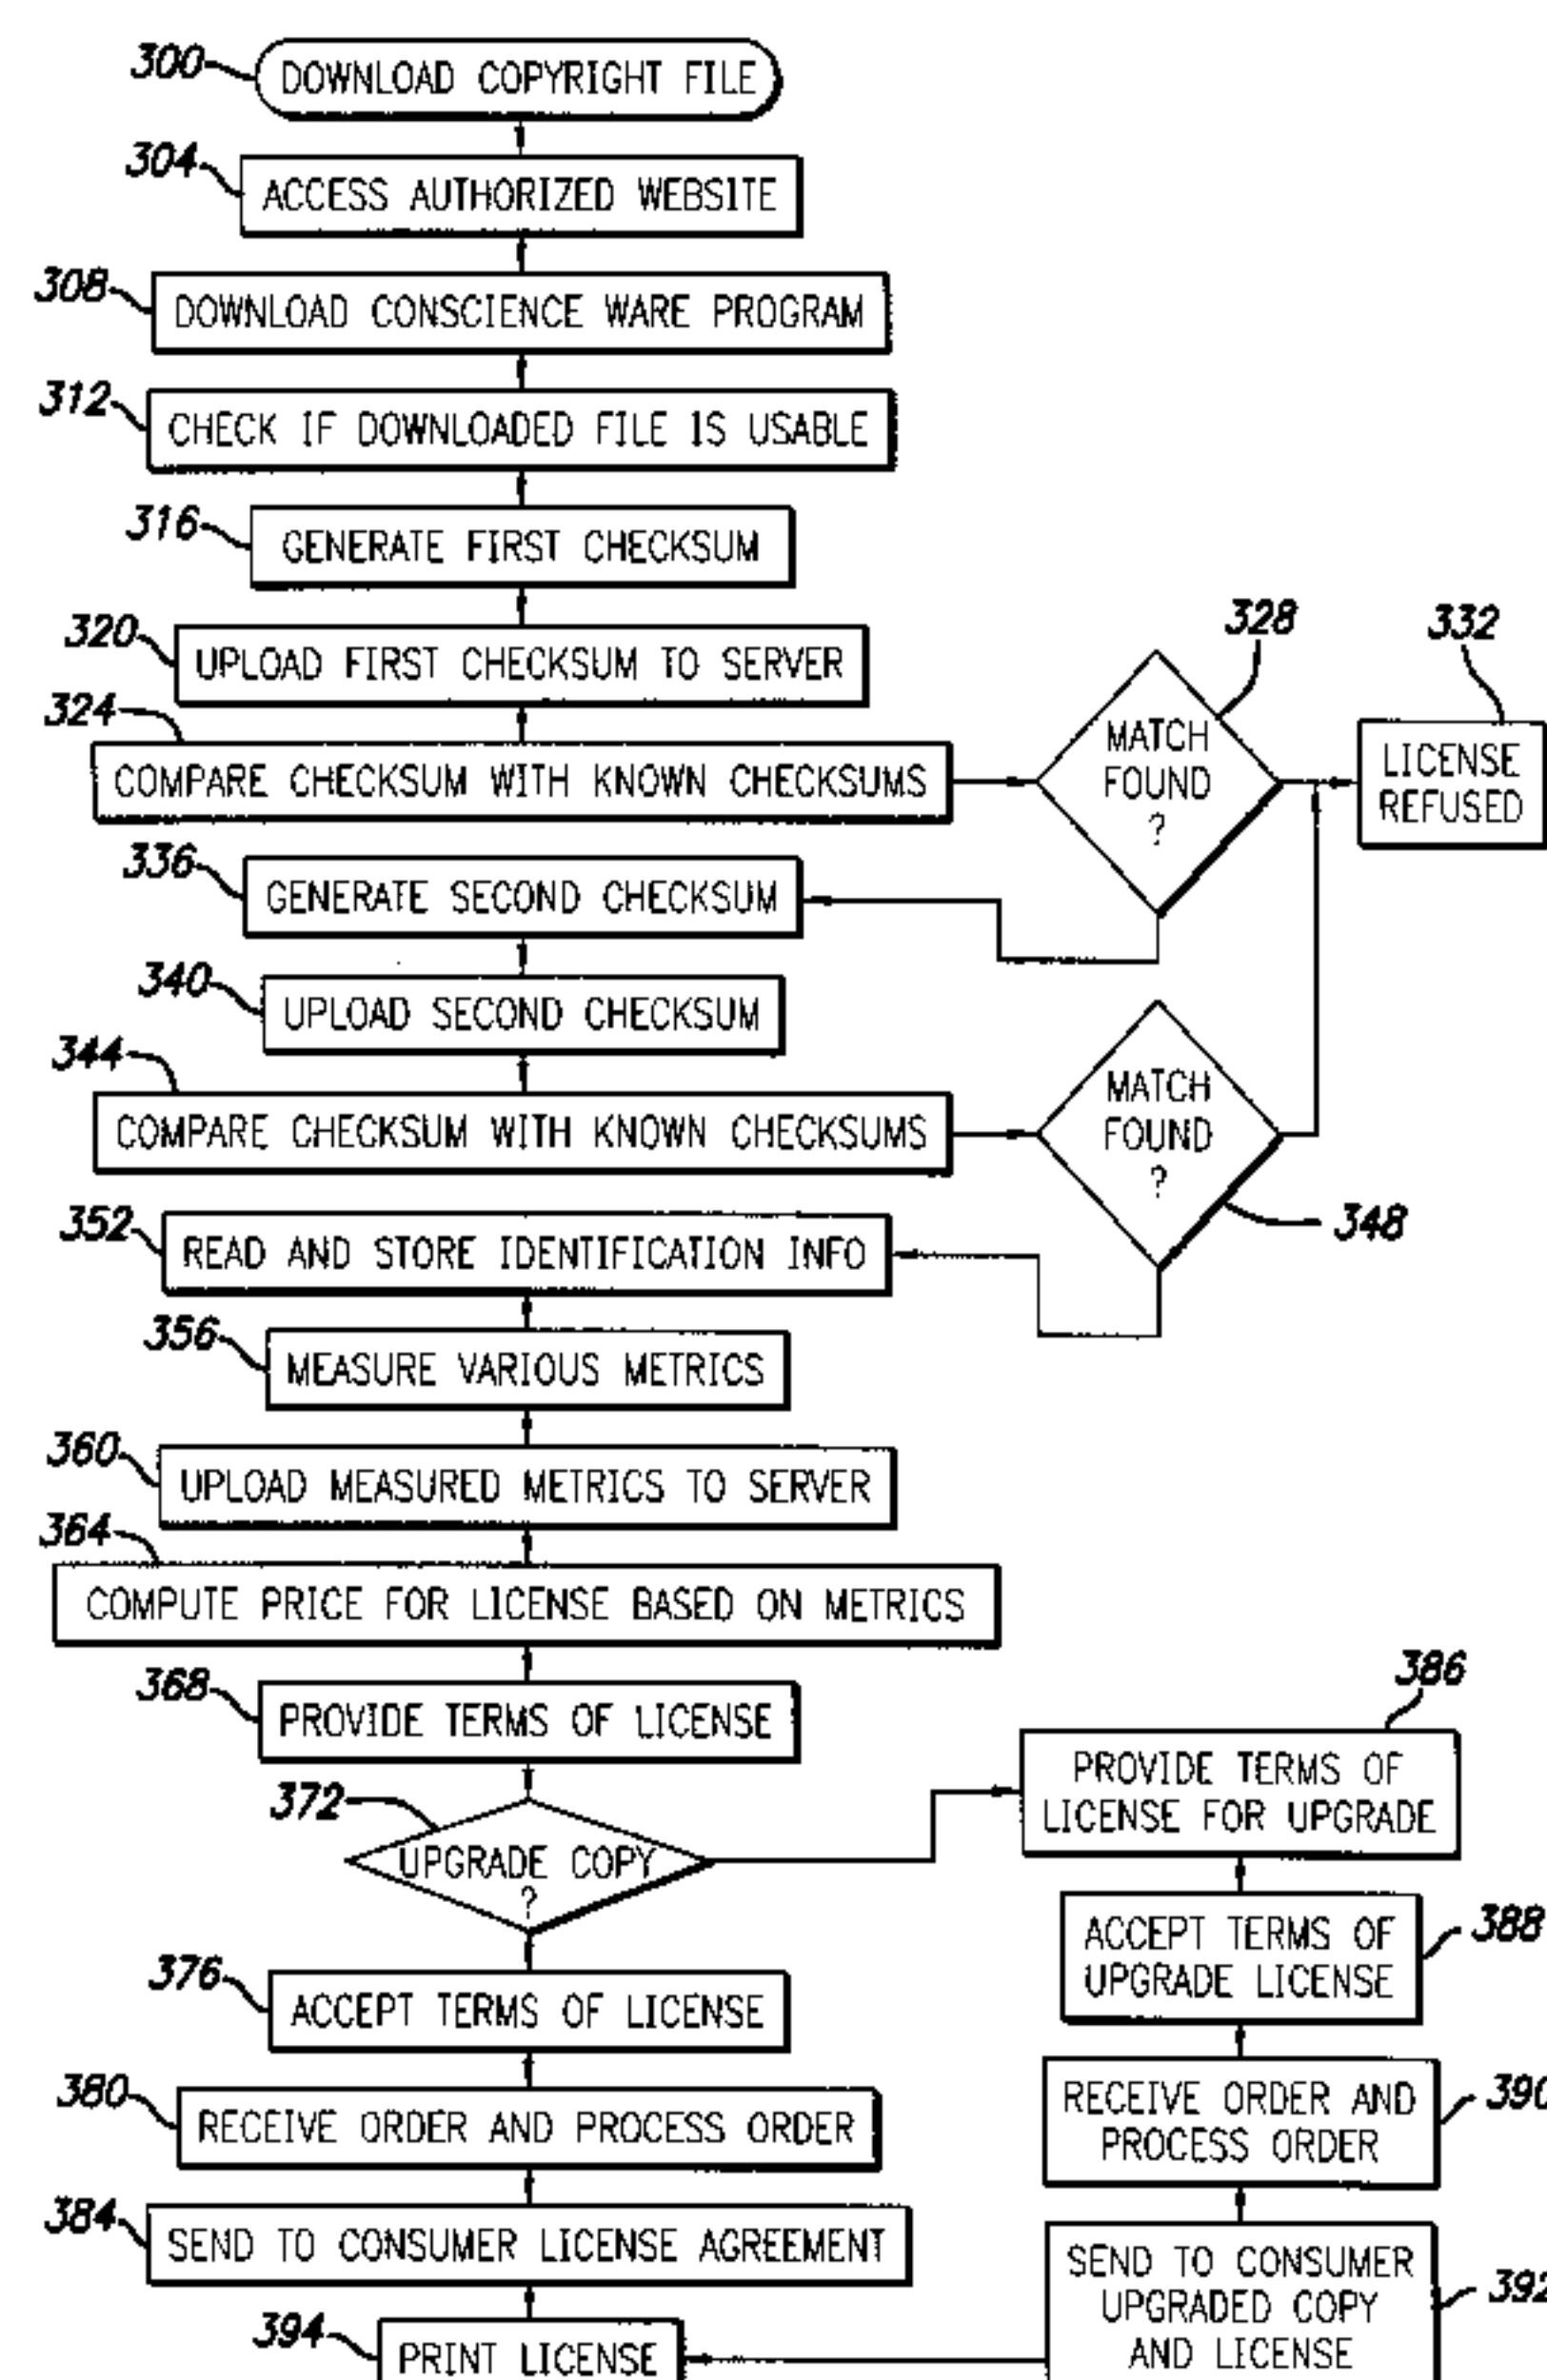 300
DOWNLOAD COPYRIGHT FILE
304
ACCESS AUTHORIZED WEBSITE
308
DOWNLOAD CONSCIENCE WARE PROGRAM
312
CHECK IF DOWNLOADED FILE IS USABLE
316
GENERATE FIRST CHECKSUM
320
UPLOAD FIRST CHECKSUM TO SERVER
324
COMPARE CHECKSUM WITH KNOWN CHECKSUMS
328
MATCH
FOUND
?
332
LICENSE
REFUSED
336
GENERATE SECOND CHECKSUM
340
UPLOAD SECOND CHECKSUM
344
COMPARE CHECKSUM WITH KNOWN CHECKSUMS
MATCH
FOUND
?
348
352
READ AND STORE IDENTIFICATION INFO
356
MEASURE VARIOUS METRICS
360
UPLOAD MEASURED METRICS TO SERVER
364
COMPUTE PRICE FOR LICENSE BASED ON METRICS
368
PROVIDE TERMS OF LICENSE
372
UPGRADE COPY
?
376
ACCEPT TERMS OF LICENSE
380
RECEIVE ORDER AND PROCESS ORDER
384
SEND TO CONSUMER LICENSE AGREEMENT
386
PROVIDE TERMS OF
LICENSE FOR UPGRADE
388
ACCEPT TERMS OF
UPGRADE LICENSE
390
RECEIVE ORDER AND
PROCESS ORDER
392
SEND TO CONSUMER
UPGRADED COPY
AND LICENSE
394
PRINT LICENSE